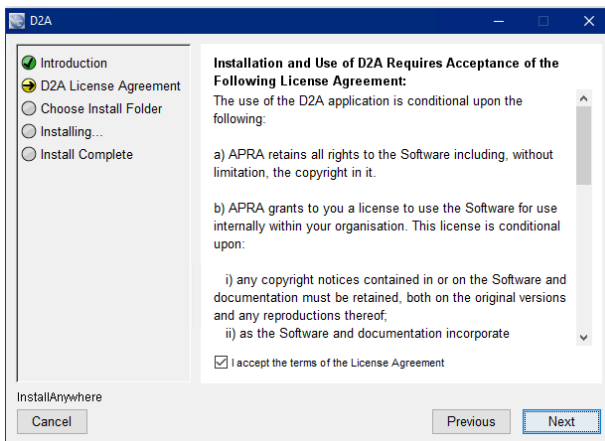 D2A
Introduction
D2A License Agreement
Choose Install Folder
Installing...
Install Complete
Installation and Use of D2A Requires Acceptance of the
Following License Agreement:
The use of the D2A application is conditional upon the
following:
a) APRA retains all rights to the Software including, without
limitation, the copyright in it.
b) APRA grants to you a license to use the Software for use
internally within your organisation. This license is conditional
upon:
i) any copyright notices contained in or on the Software and
documentation must be retained, both on the original versions
and any reproductions thereof;
ii) as the Software and documentation incorporate
I accept the terms of the License Agreement
InstallAnywhere
Cancel
Previous
Next